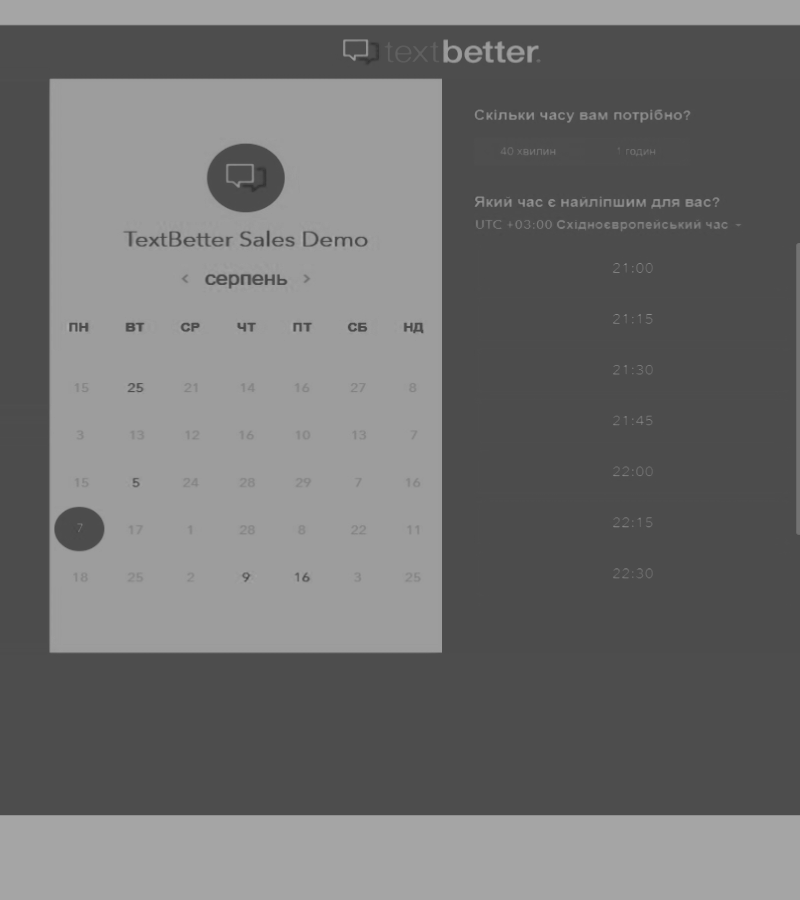 textbetter.
TextBetter Sales Demo
< серпень >
ПН ВТ СР ЧТ ПТ СБ НД
15 25 21 14 16 27 8
3 13 12 16 10 13 7
15 5 24 28 29 7 16
7 17 1 28 8 22 11
18 25 2 9 16 3 25
Скільки часу вам потрібно?
40 хвилин 1 годин
Який час є найліпшим для вас?
UTC +03:00 Східноєвропейський час
21:00
21:15
21:30
21:45
22:00
22:15
22:30